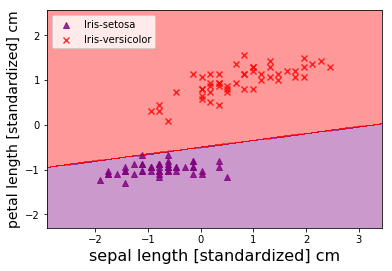 Iris-setosa
Iris-versicolor
petal length [standardized] cm
2
1
0
−1
−2
−2
−1
0
1
2
3
sepal length [standardized] cm